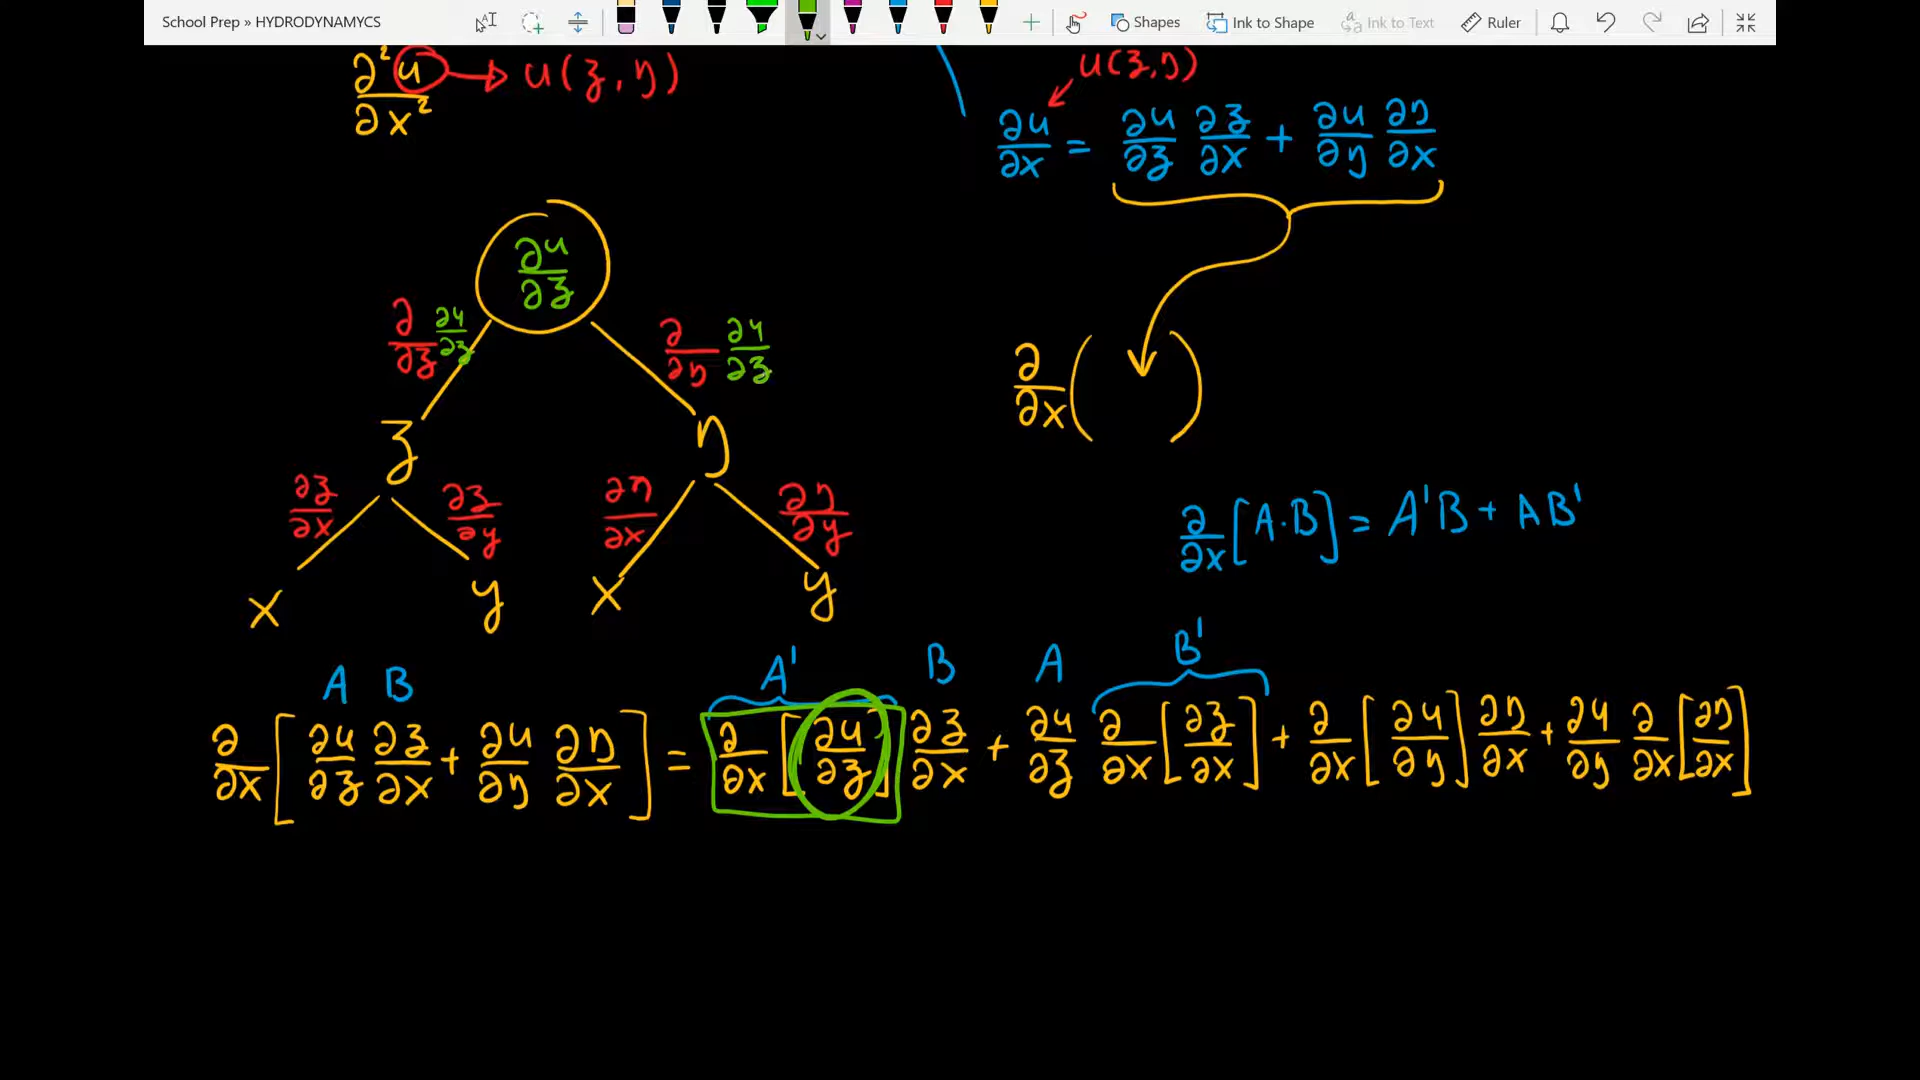 School Prep » HYDRODYNAMYCS
Shapes
Ink to Shape
Ink to Text
Ruler
∂²u/∂x² → u(ξ,η)
u(ξ,η)
∂u/∂x = ∂u/∂ξ ∂ξ/∂x + ∂u/∂η ∂η/∂x
∂u/∂ξ
∂/∂ξ ∂u/∂ξ
∂/∂η ∂u/∂ξ
∂/∂x ( )
ξ
η
∂ξ/∂x
∂ξ/∂y
∂η/∂x
∂η/∂y
∂/∂x [A·B] = A'B + AB'
x
y
x
y
A B
A' B A B'
∂/∂x [∂u/∂ξ ∂ξ/∂x + ∂u/∂η ∂η/∂x] = ∂/∂x [∂u/∂ξ] ∂ξ/∂x + ∂u/∂ξ ∂/∂x [∂ξ/∂x] + ∂/∂x [∂u/∂η] ∂η/∂x + ∂u/∂η ∂/∂x [∂η/∂x]